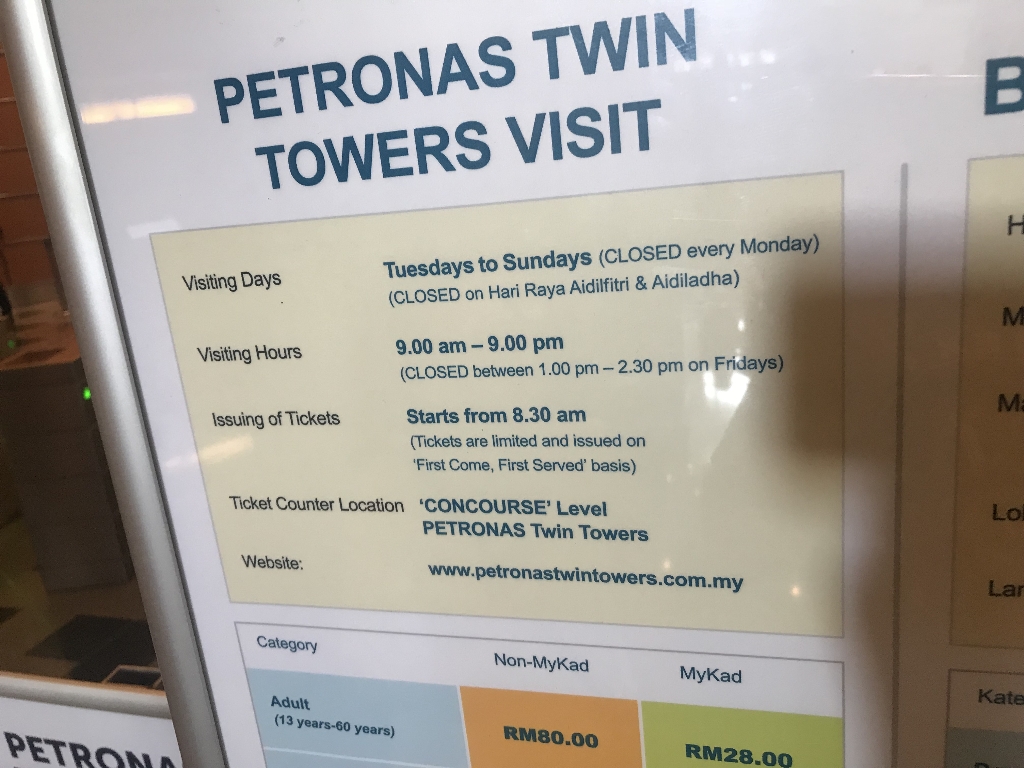 PETRONAS TWIN
TOWERS VISIT
Visiting Days
Tuesdays to Sundays (CLOSED every Monday)
(CLOSED on Hari Raya Aidilfitri & Aidiladha)
Visiting Hours
9.00 am – 9.00 pm
(CLOSED between 1.00 pm – 2.30 pm on Fridays)
Issuing of Tickets
Starts from 8.30 am
(Tickets are limited and issued on
'First Come, First Served' basis)
Ticket Counter Location
'CONCOURSE' Level
PETRONAS Twin Towers
Website:
www.petronastwintowers.com.my
Category
Non-MyKad
MyKad
Adult
(13 years-60 years)
RM80.00
RM28.00